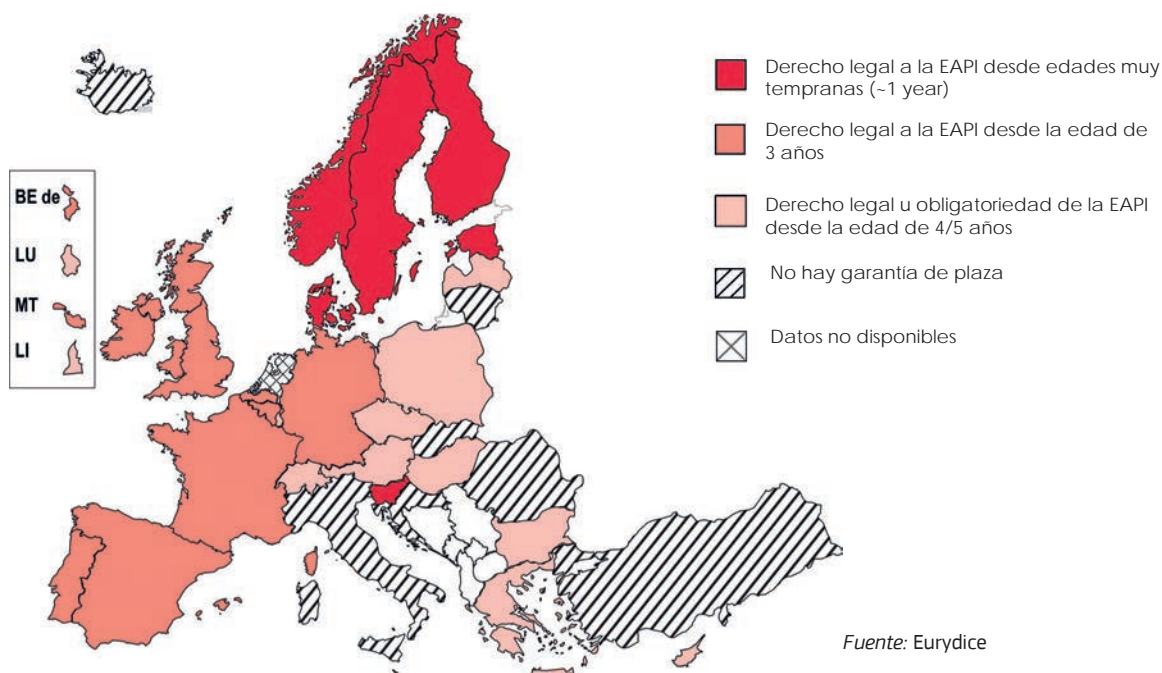 BE de
LU
MT
LI
Derecho legal a la EAPI desde edades muy
tempranas (~1 year)
Derecho legal a la EAPI desde la edad de
3 años
Derecho legal u obligatoriedad de la EAPI
desde la edad de 4/5 años
No hay garantía de plaza
Datos no disponibles
Fuente: Eurydice